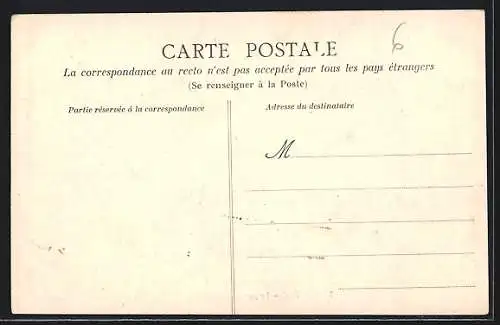 6
CARTE POSTALE
La correspondance au recto n'est pas acceptée par tous les pays étrangers
(Se renseigner à la Poste)
Partie réservée à la correspondance
Adresse du destinataire
M